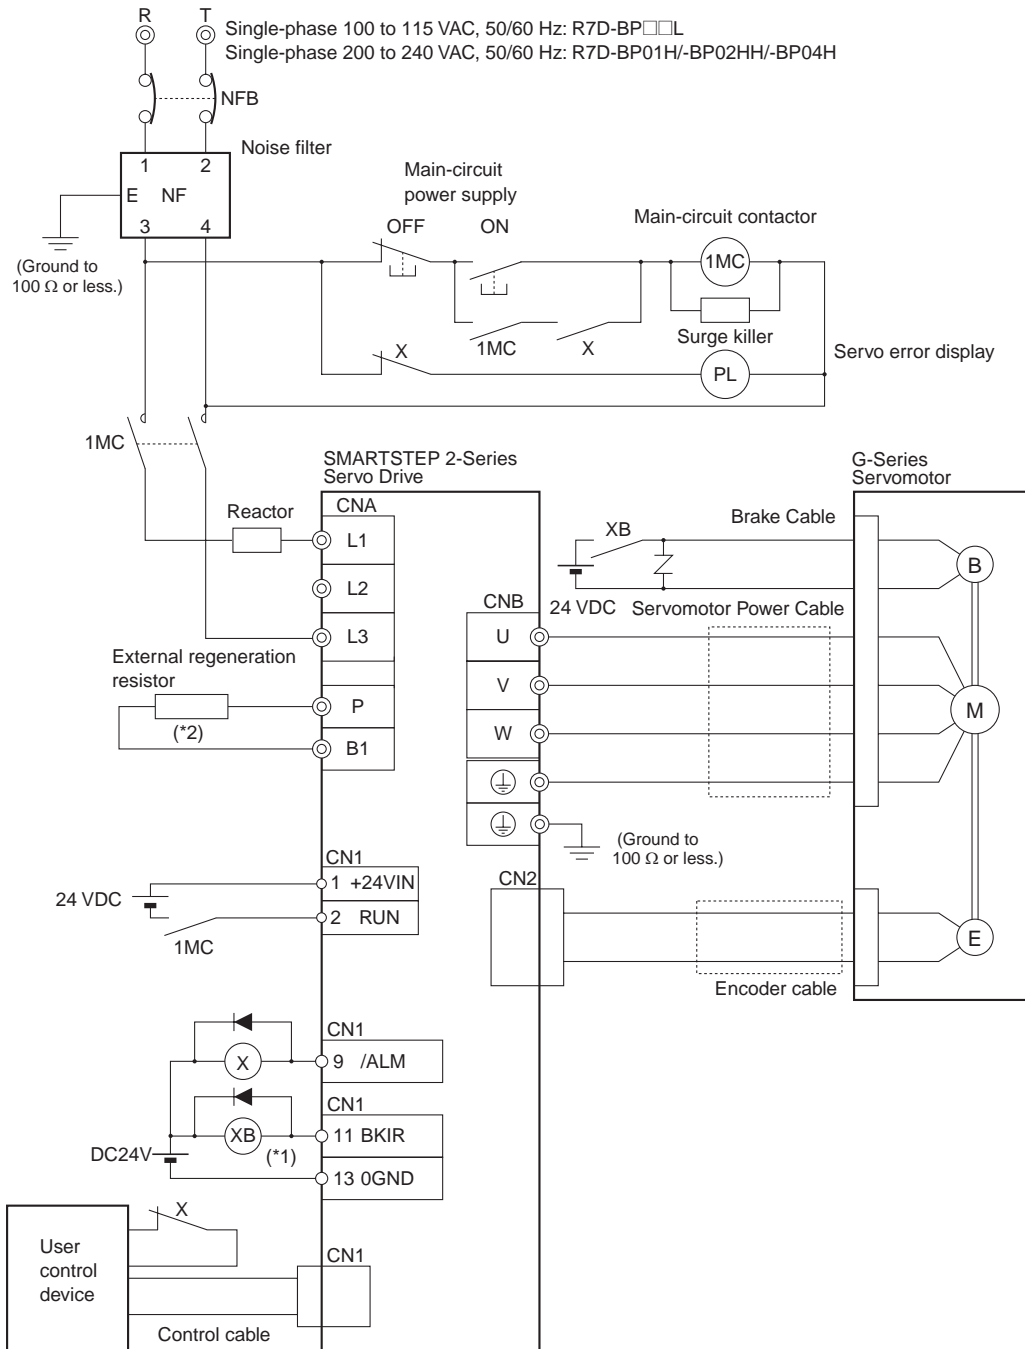 R T
Single-phase 100 to 115 VAC, 50/60 Hz: R7D-BP□□L
Single-phase 200 to 240 VAC, 50/60 Hz: R7D-BP01H/-BP02HH/-BP04H
NFB
Noise filter
1 2
E NF
3 4
(Ground to
100 Ω or less.)
Main-circuit
power supply
OFF ON
Main-circuit contactor
1MC
Surge killer
1MC X
X
PL
Servo error display
1MC
SMARTSTEP 2-Series
Servo Drive
G-Series
Servomotor
Reactor
CNA
L1
L2
L3
External regeneration
resistor
(*2)
P
B1
XB
Brake Cable
B
24 VDC
Servomotor Power Cable
CNB
U
V
W
M
(Ground to
100 Ω or less.)
CN1
1 +24VIN
2 RUN
24 VDC
1MC
CN2
E
Encoder cable
CN1
9 /ALM
X
CN1
11 BKIR
XB
(*1)
DC24V
13 0GND
X
User
control
device
CN1
Control cable